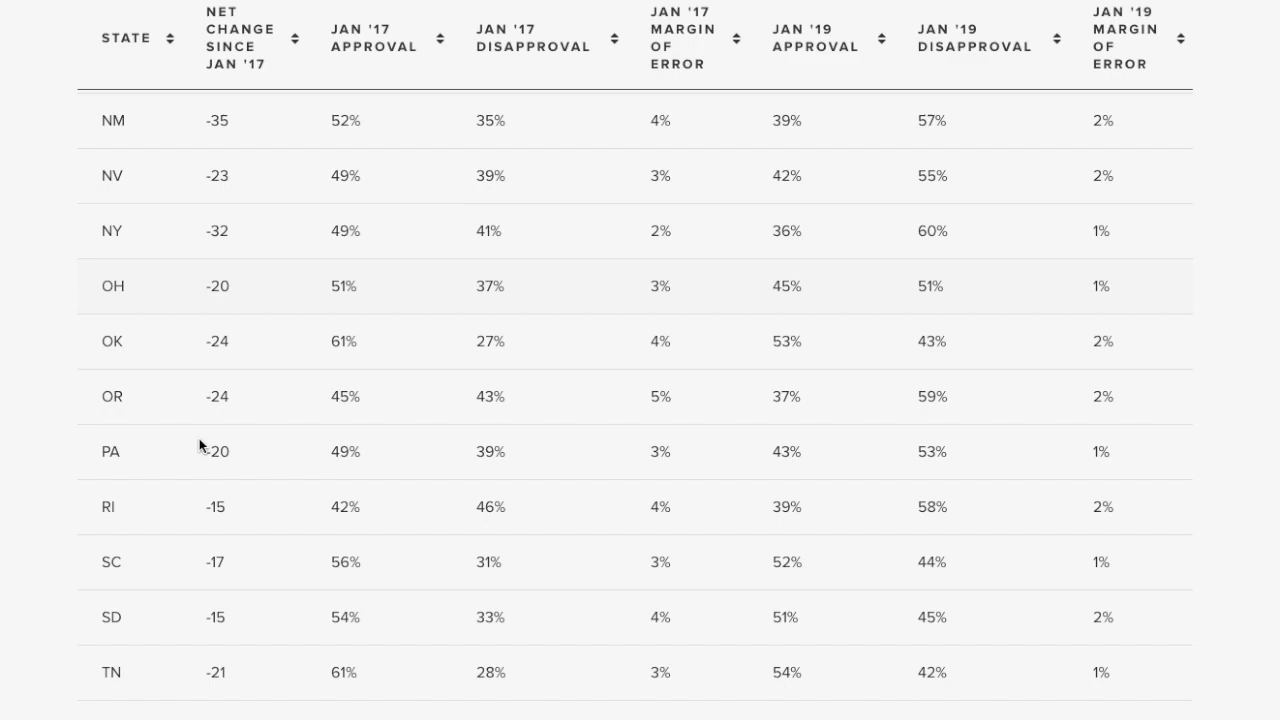 STATE NET CHANGE SINCE JAN '17 JAN '17 APPROVAL JAN '17 DISAPPROVAL JAN '17 MARGIN OF ERROR JAN '19 APPROVAL JAN '19 DISAPPROVAL JAN '19 MARGIN OF ERROR
NM -35 52% 35% 4% 39% 57% 2%
NV -23 49% 39% 3% 42% 55% 2%
NY -32 49% 41% 2% 36% 60% 1%
OH -20 51% 37% 3% 45% 51% 1%
OK -24 61% 27% 4% 53% 43% 2%
OR -24 45% 43% 5% 37% 59% 2%
PA -20 49% 39% 3% 43% 53% 1%
RI -15 42% 46% 4% 39% 58% 2%
SC -17 56% 31% 3% 52% 44% 1%
SD -15 54% 33% 4% 51% 45% 2%
TN -21 61% 28% 3% 54% 42% 1%